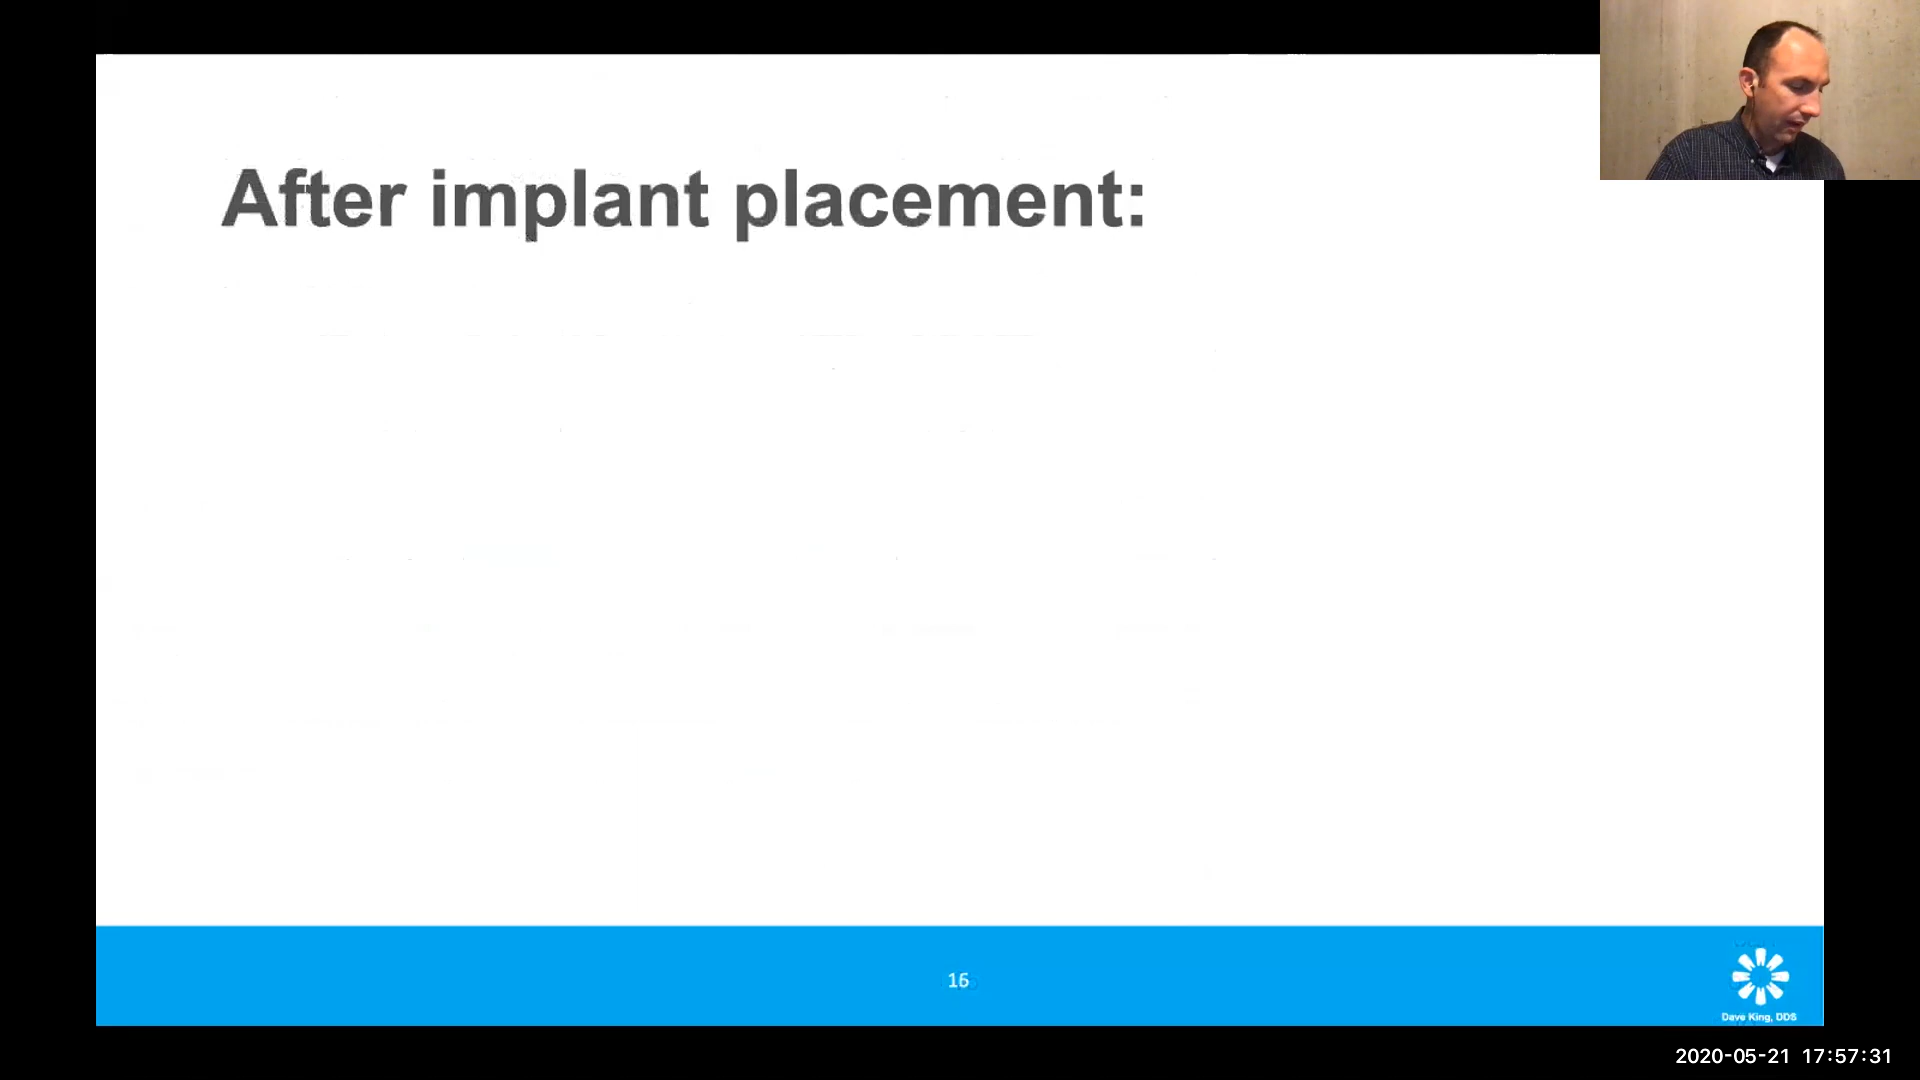 After implant placement:
16
Dave King, DDS
2020-05-21 17:57:31